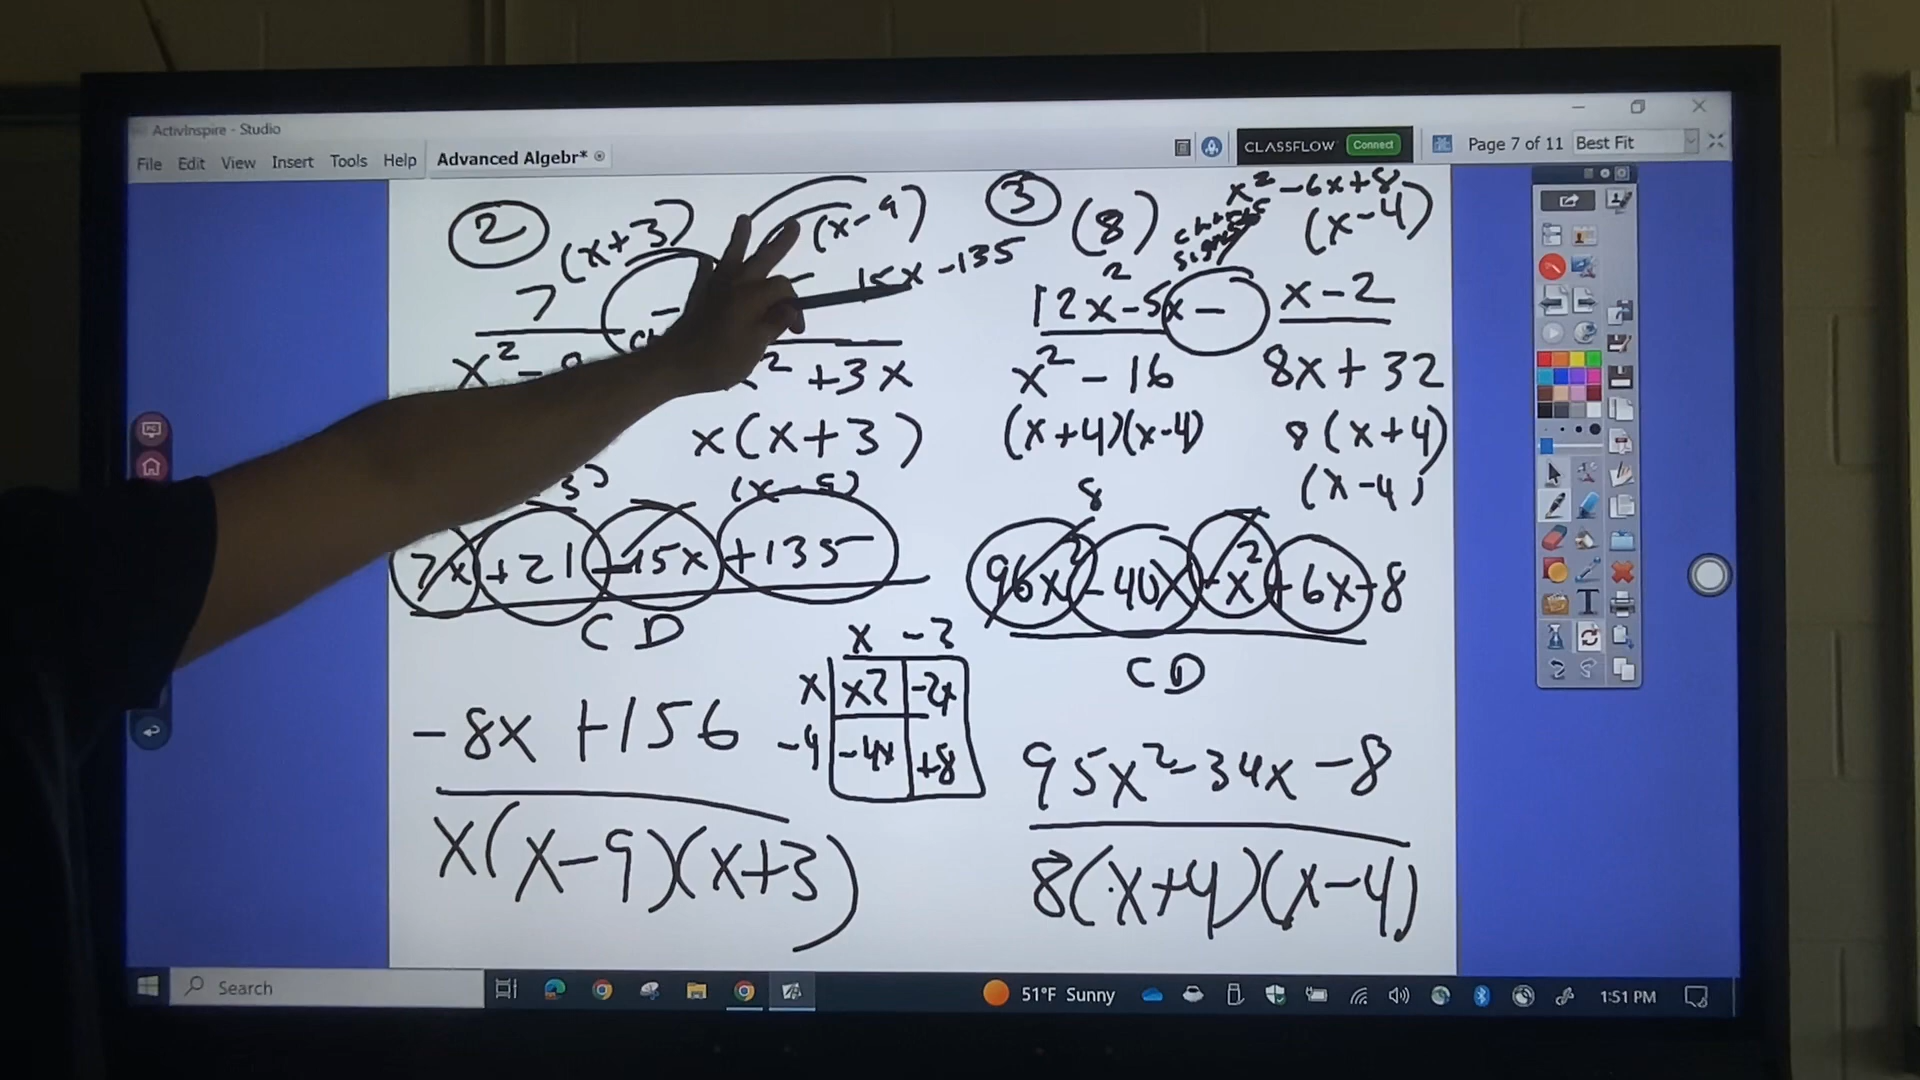 ActivInspire - Studio
File Edit View Insert Tools Help
Advanced Algebr*
CLASSFLOW Connect
Page 7 of 11 Best Fit
2
(x+3)
(x-9)
15x -135
7
-
x² - 9
x² +3x
x(x+3)
(x-9)
7x +21 -15x +135
CD
-8x +156
x(x-9)(x+3)
x -2
x x2 -2x
-4 -4x +8
3
(8)
x² -6x+8
(x-4)
12x²-5x - x-2
x² - 16 8x+32
(x+4)(x-4) 8(x+4)
8 (x-4)
96x² -40x -x² +6x-8
CD
95x²-34x-8
8(x+4)(x-4)
Search
51°F Sunny
1:51 PM